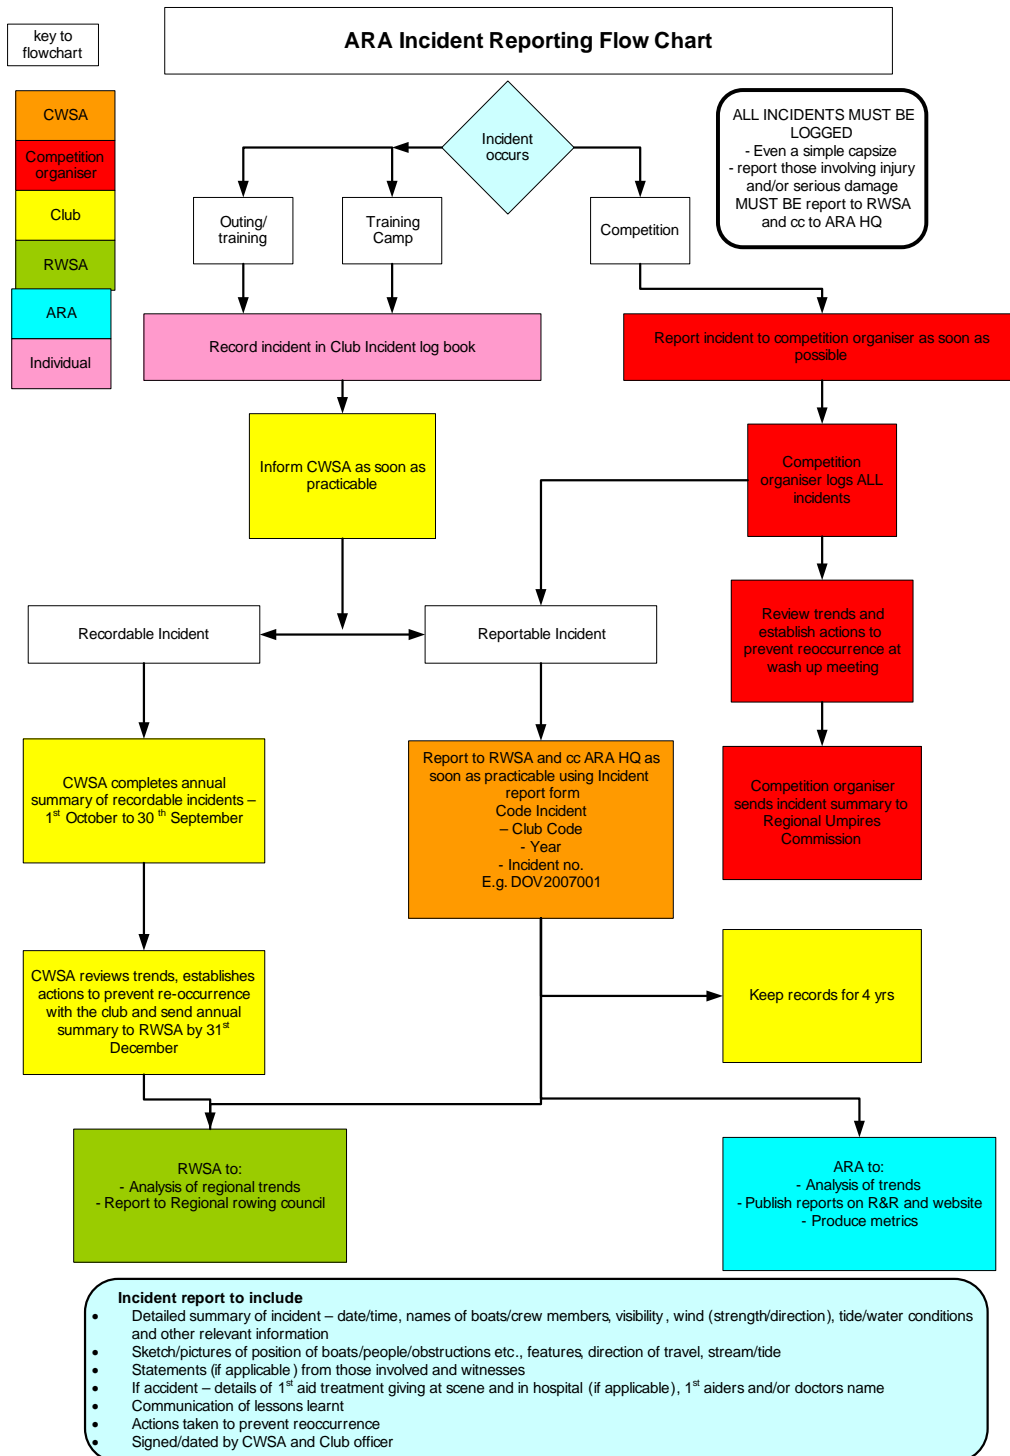 key to
flowchart
ARA Incident Reporting Flow Chart
CWSA
Competition
organiser
Club
RWSA
ARA
Individual
Incident
occurs
ALL INCIDENTS MUST BE
LOGGED
- Even a simple capsize
- report those involving injury
and/or serious damage
MUST BE report to RWSA
and cc to ARA HQ
Outing/
training
Training
Camp
Competition
Record incident in Club Incident log book
Report incident to competition organiser as soon as
possible
Inform CWSA as soon as
practicable
Competition
organiser logs ALL
incidents
Recordable Incident
Reportable Incident
Review trends and
establish actions to
prevent reoccurrence at
wash up meeting
CWSA completes annual
summary of recordable incidents –
1st October to 30 th September
Report to RWSA and cc ARA HQ as
soon as practicable using Incident
report form
Code Incident
– Club Code
- Year
- Incident no.
E.g. DOV2007001
Competition organiser
sends incident summary to
Regional Umpires
Commission
CWSA reviews trends, establishes
actions to prevent re-occurrence
with the club and send annual
summary to RWSA by 31st
December
Keep records for 4 yrs
RWSA to:
- Analysis of regional trends
- Report to Regional rowing council
ARA to:
- Analysis of trends
- Publish reports on R&R and website
- Produce metrics
Incident report to include
• Detailed summary of incident – date/time, names of boats/crew members, visibility, wind (strength/direction), tide/water conditions
and other relevant information
• Sketch/pictures of position of boats/people/obstructions etc., features, direction of travel, stream/tide
• Statements (if applicable) from those involved and witnesses
• If accident – details of 1st aid treatment giving at scene and in hospital (if applicable), 1st aiders and/or doctors name
• Communication of lessons learnt
• Actions taken to prevent reoccurrence
• Signed/dated by CWSA and Club officer